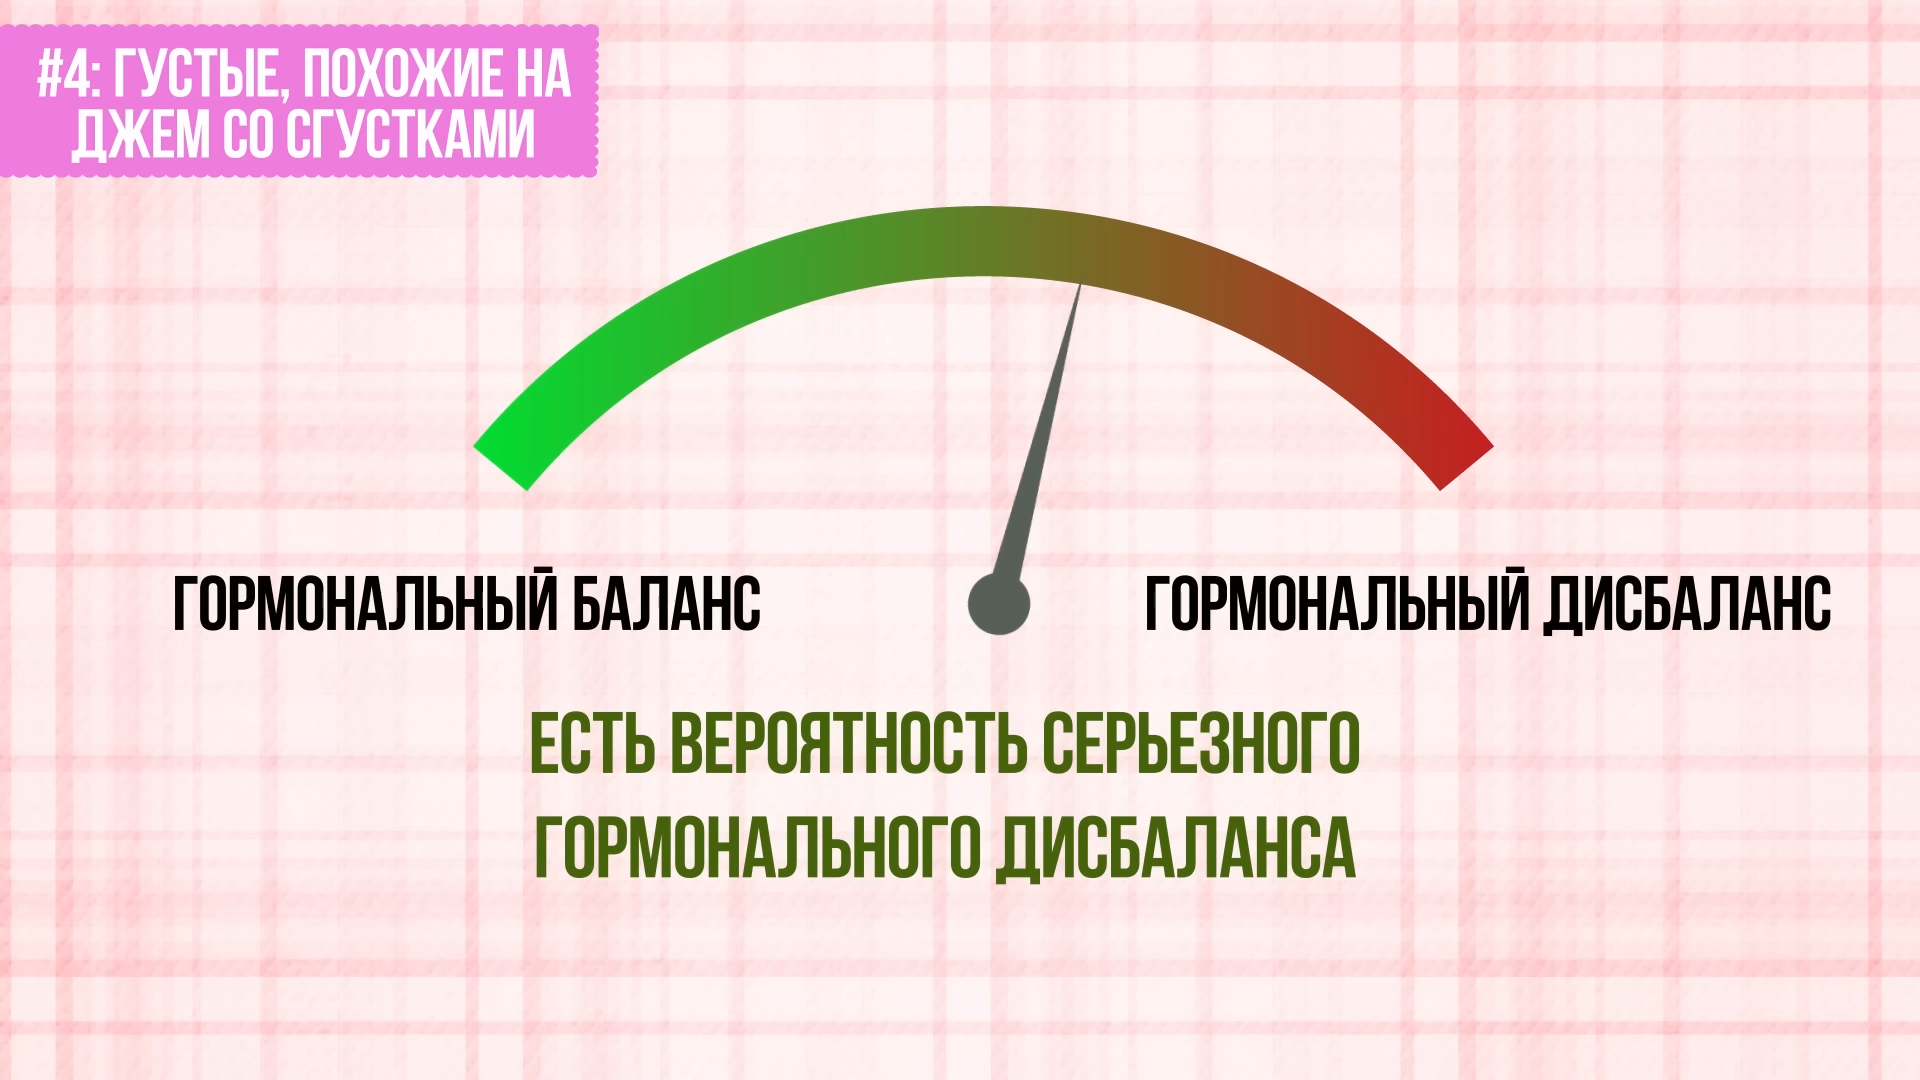 #4: ГУСТЫЕ, ПОХОЖИЕ НА
ДЖЕМ СО СГУСТКАМИ
ГОРМОНАЛЬНЫЙ БАЛАНС
ГОРМОНАЛЬНЫЙ ДИСБАЛАНС
ЕСТЬ ВЕРОЯТНОСТЬ СЕРЬЕЗНОГО
ГОРМОНАЛЬНОГО ДИСБАЛАНСА